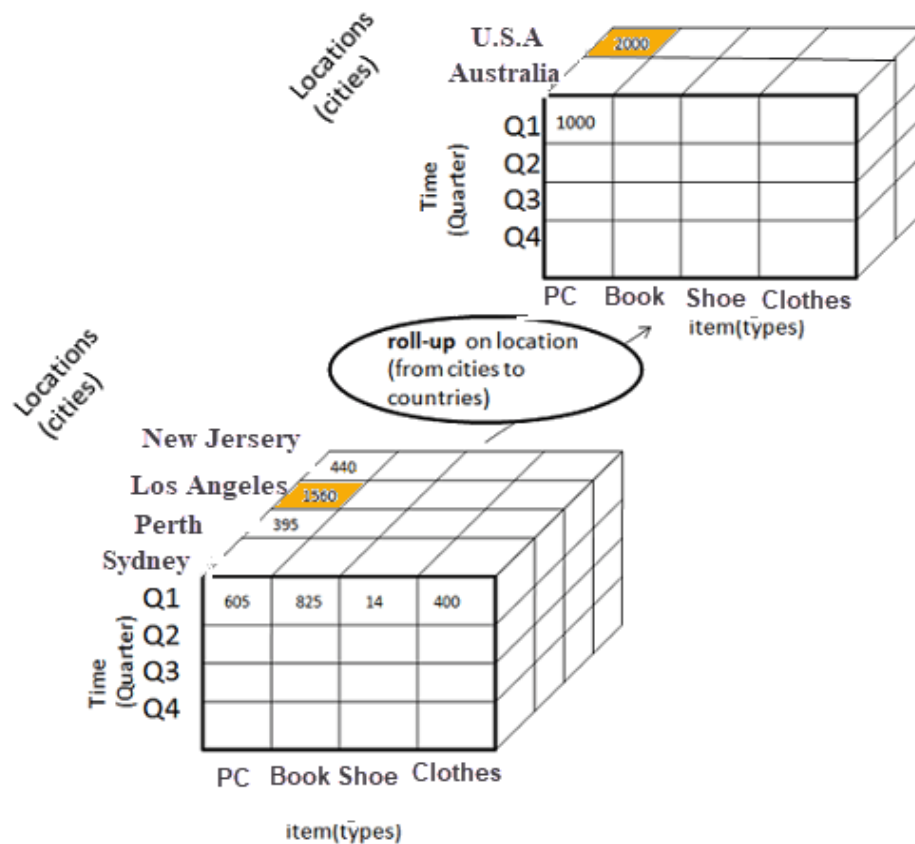 Locations
(cities)
U.S.A
Australia
2000
Q1
1000
Q2
Q3
Q4
Time
(Quarter)
PC Book Shoe Clothes
item(types)
roll-up on location
(from cities to
countries)
Locations
(cities)
New Jersery
440
Los Angeles
1560
Perth
395
Sydney
Q1
605 825 14 400
Q2
Q3
Q4
Time
(Quarter)
PC Book Shoe Clothes
item(types)